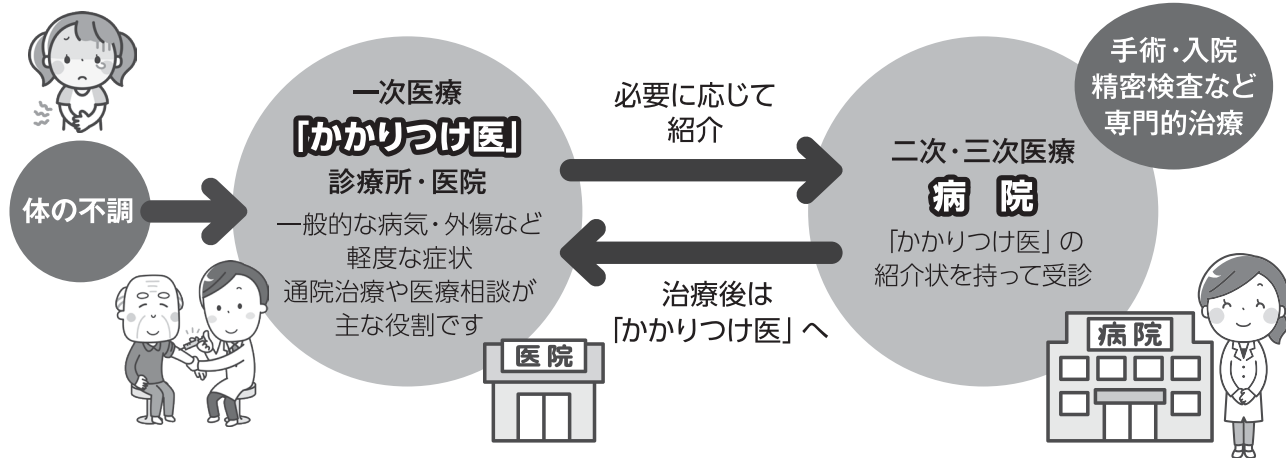 体の不調
一次医療
「かかりつけ医」
診療所・医院
一般的な病気・外傷など
軽度な症状
通院治療や医療相談が
主な役割です
医院
必要に応じて
紹介
治療後は
「かかりつけ医」へ
手術・入院
精密検査など
専門的治療
二次・三次医療
病 院
「かかりつけ医」の
紹介状を持って受診
病院